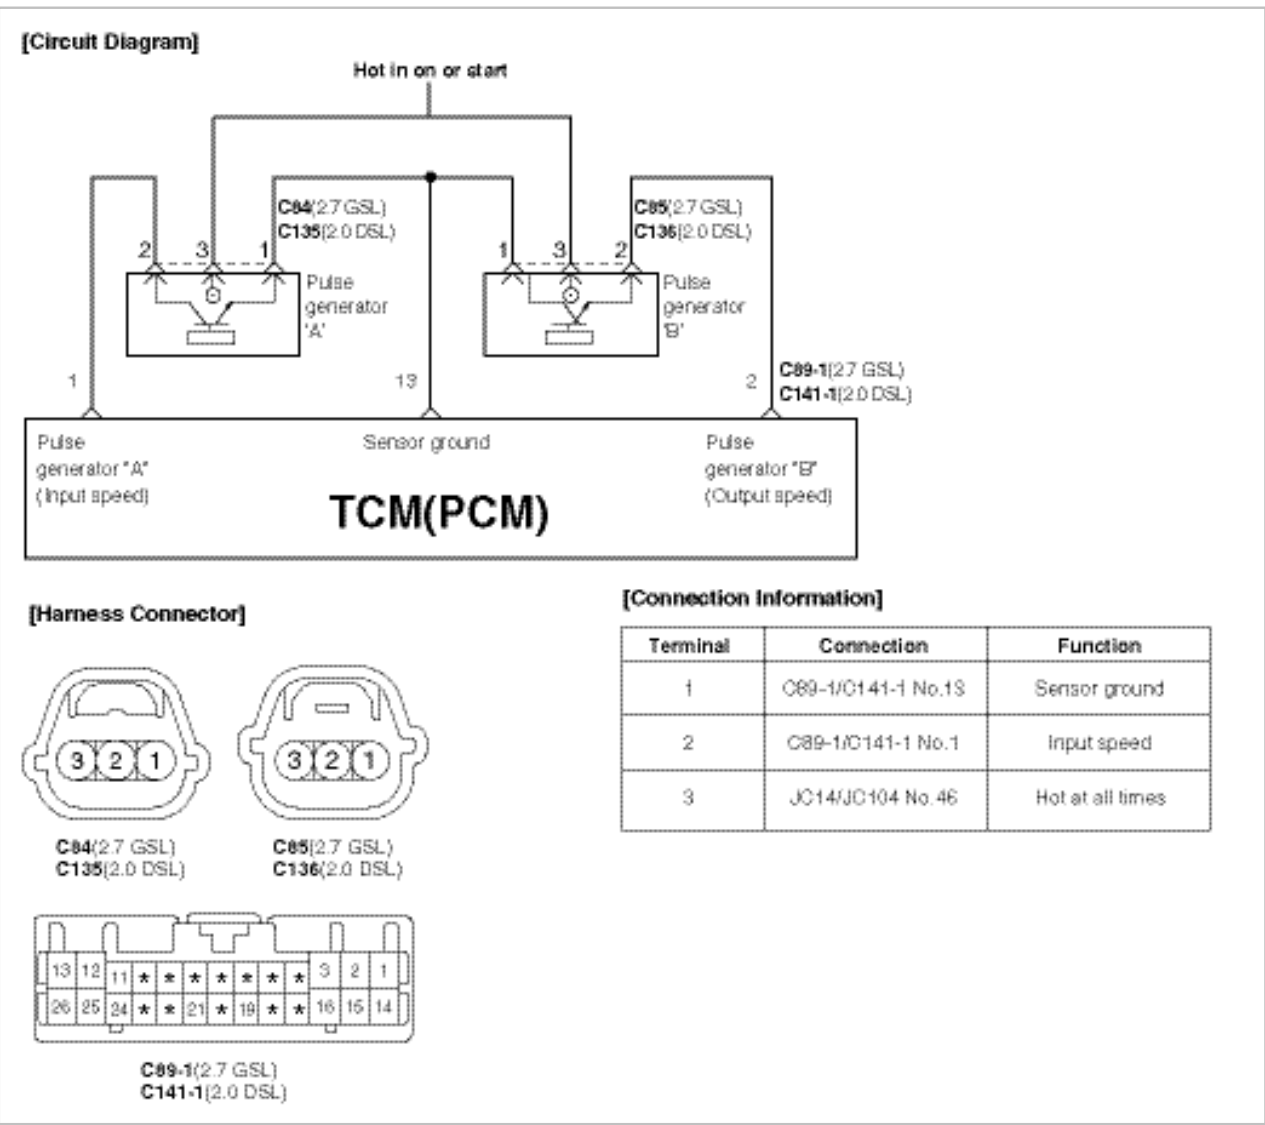 [Circuit Diagram]
Hot in on or start
C84(2.7 GSL)
C135(2.0 DSL)
C85(2.7 GSL)
C136(2.0 DSL)
2 3 1
1 3 2
Pulse
generator
'A'
Pulse
generator
'B'
1
13
2
C89-1(2.7 GSL)
C141-1(2.0 DSL)
Pulse
generator "A"
(Input speed)
Sensor ground
Pulse
generator "B"
(Output speed)
TCM(PCM)
[Harness Connector]
3 2 1
3 2 1
C84(2.7 GSL)
C135(2.0 DSL)
C85(2.7 GSL)
C136(2.0 DSL)
13 12 11 * * * * * * * 3 2 1
26 25 24 * * 21 * 19 * * 16 15 14
C89-1(2.7 GSL)
C141-1(2.0 DSL)
[Connection Information]
Terminal Connection Function
1 C89-1/C141-1 No.13 Sensor ground
2 C89-1/C141-1 No.1 Input speed
3 JC14/JC104 No.46 Hot at all times